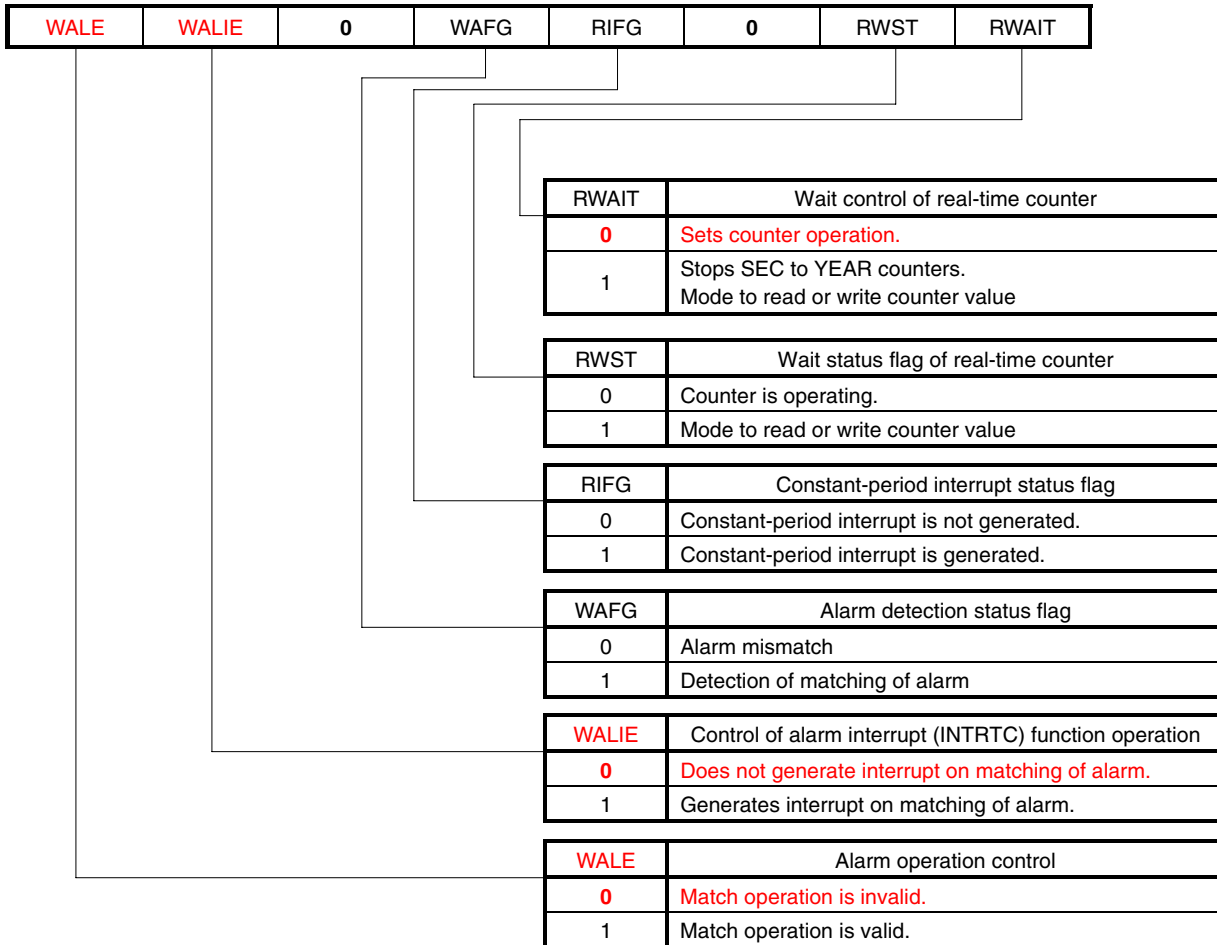 WALE WALIE 0 WAFG RIFG 0 RWST RWAIT
RWAIT Wait control of real-time counter
0 Sets counter operation.
1 Stops SEC to YEAR counters.
Mode to read or write counter value
RWST Wait status flag of real-time counter
0 Counter is operating.
1 Mode to read or write counter value
RIFG Constant-period interrupt status flag
0 Constant-period interrupt is not generated.
1 Constant-period interrupt is generated.
WAFG Alarm detection status flag
0 Alarm mismatch
1 Detection of matching of alarm
WALIE Control of alarm interrupt (INTRTC) function operation
0 Does not generate interrupt on matching of alarm.
1 Generates interrupt on matching of alarm.
WALE Alarm operation control
0 Match operation is invalid.
1 Match operation is valid.